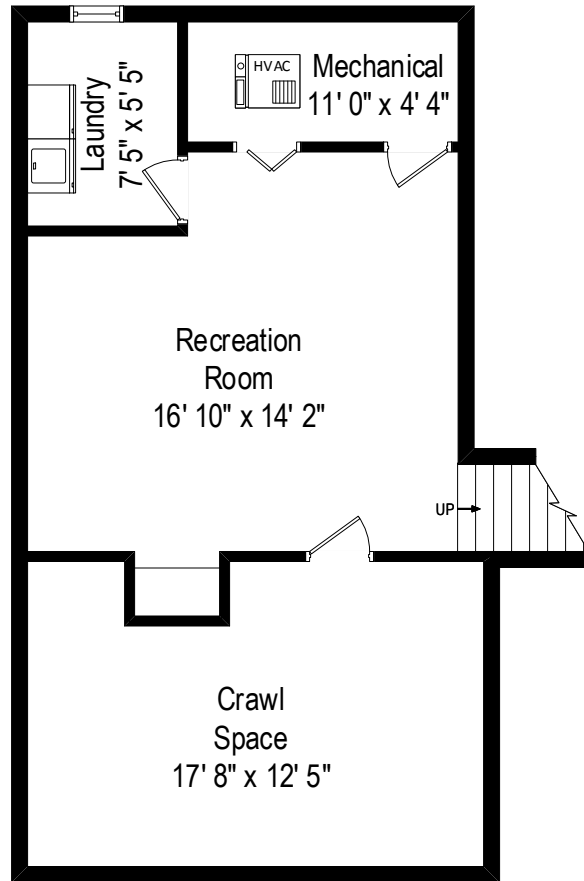 Laundry
7' 5" x 5' 5"
HVAC
Mechanical
11' 0" x 4' 4"
Recreation
Room
16' 10" x 14' 2"
UP
Crawl
Space
17' 8" x 12' 5"